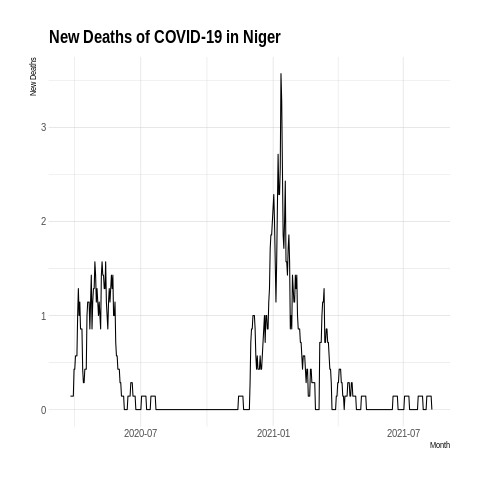 New Deaths of COVID-19 in Niger
New Deaths
3
2
1
0
2020-07
2021-01
2021-07
Month